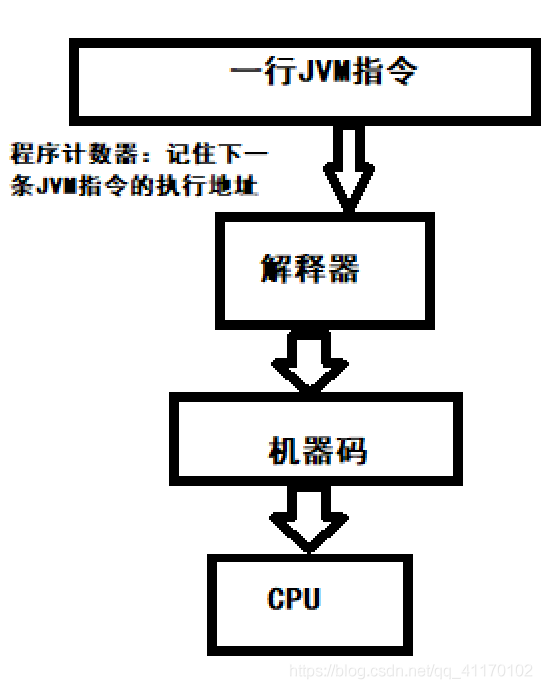 一行JVM指令
程序计数器：记住下一
条JVM指令的执行地址
解释器
机器码
CPU
https://blog.csdn.net/qq_41170102